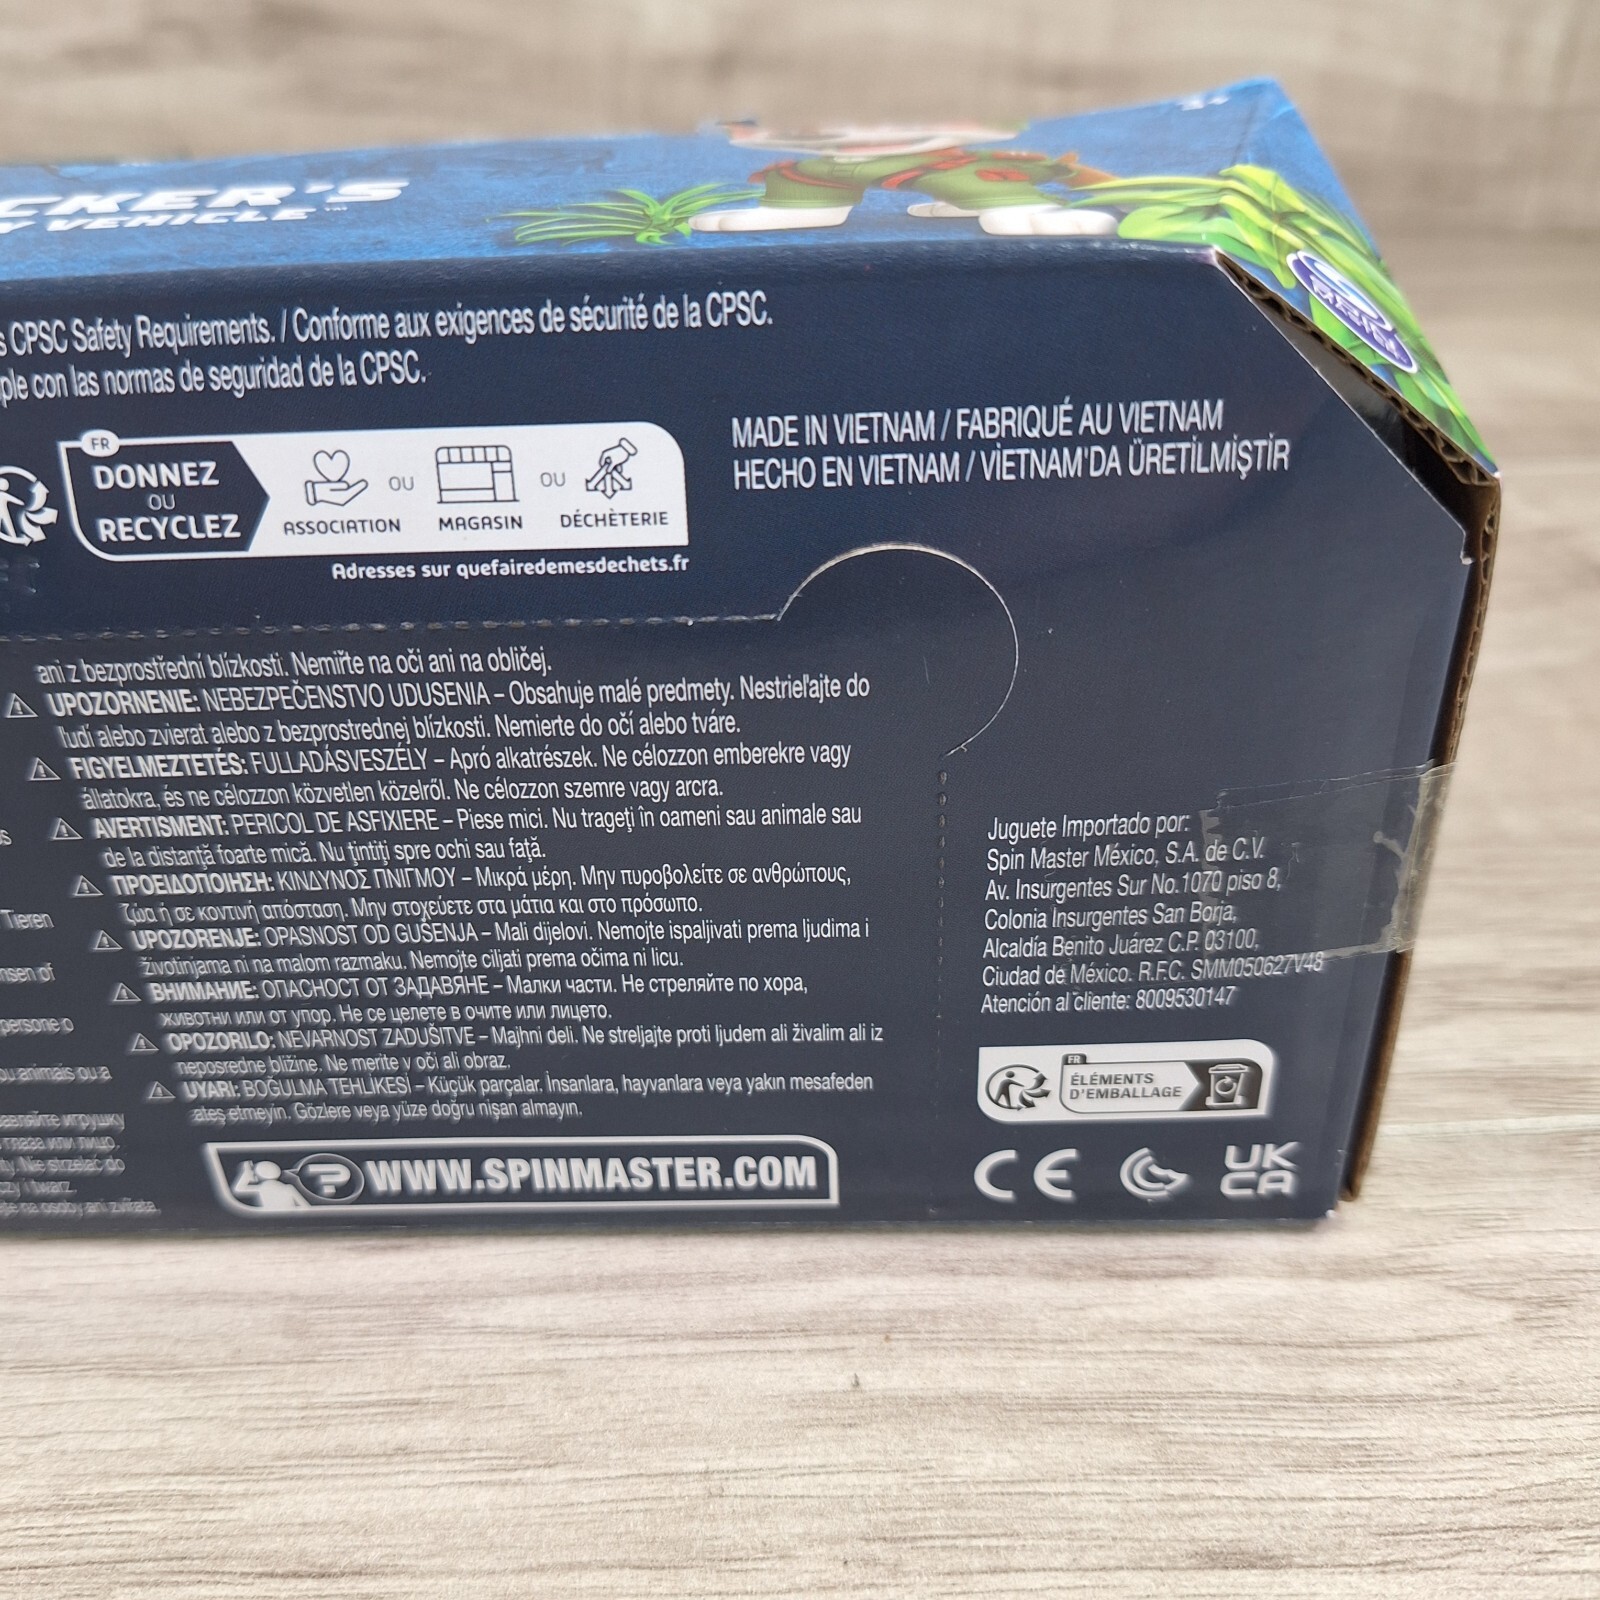 CKER'S
VEHICLE™
CPSC Safety Requirements. / Conforme aux exigences de sécurité de la CPSC.
con las normas de seguridad de la CPSC.
MADE IN VIETNAM / FABRIQUÉ AU VIETNAM
HECHO EN VIETNAM / VİETNAM'DA ÜRETİLMİŞTİR
FR
DONNEZ
OU
RECYCLEZ
ASSOCIATION
OU
MAGASIN
OU
DÉCHÈTERIE
Adresses sur quefairedemesdechets.fr
ani z bezprostřední blízkosti. Nemiřte na oči ani na obličej.
UPOZORNENIE: NEBEZPEČENSTVO UDUSENIA – Obsahuje malé predmety. Nestrieľajte do
ľudí alebo zvierat alebo z bezprostrednej blízkosti. Nemierte do očí alebo tváre.
FIGYELMEZTETÉS: FULLADÁSVESZÉLY – Apró alkatrészek. Ne célozzon emberekre vagy
állatokra, és ne célozzon közvetlen közelről. Ne célozzon szemre vagy arcra.
AVERTISMENT: PERICOL DE ASFIXIERE – Piese mici. Nu trageţi în oameni sau animale sau
de la distanţă foarte mică. Nu ţintiţi spre ochi sau faţă.
ΠΡΟΕΙΔΟΠΟΙΗΣΗ: ΚΙΝΔΥΝΟΣ ΠΝΙΓΜΟΥ – Μικρά μέρη. Μην πυροβολείτε σε ανθρώπους,
ζώα ή σε κοντινή απόσταση. Μην στοχεύετε στα μάτια και στο πρόσωπο.
UPOZORENJE: OPASNOST OD GUŠENJA – Mali dijelovi. Nemojte ispaljivati prema ljudima i
životinjama ni na malom razmaku. Nemojte ciljati prema očima ni licu.
ВНИМАНИЕ: ОПАСНОСТ ОТ ЗАДАВЯНЕ – Малки части. Не стреляйте по хора,
животни или от упор. Не се целете в очите или лицето.
OPOZORILO: NEVARNOST ZADUŠITVE – Majhni deli. Ne streljajte proti ljudem ali živalim ali iz
neposredne bližine. Ne merite v oči ali obraz.
UYARI: BOĞULMA TEHLİKESİ – Küçük parçalar. İnsanlara, hayvanlara veya yakın mesafeden
ateş etmeyin. Gözlere veya yüze doğru nişan almayın.
Tieren
WWW.SPINMASTER.COM
Juguete Importado por:
Spin Master México, S.A. de C.V.
Av. Insurgentes Sur No.1070 piso 8,
Colonia Insurgentes San Borja,
Alcaldía Benito Juárez C.P. 03100,
Ciudad de México. R.F.C. SMM050627V48
Atención al cliente: 8009530147
FR
ÉLÉMENTS
D'EMBALLAGE
CE
UK
CA